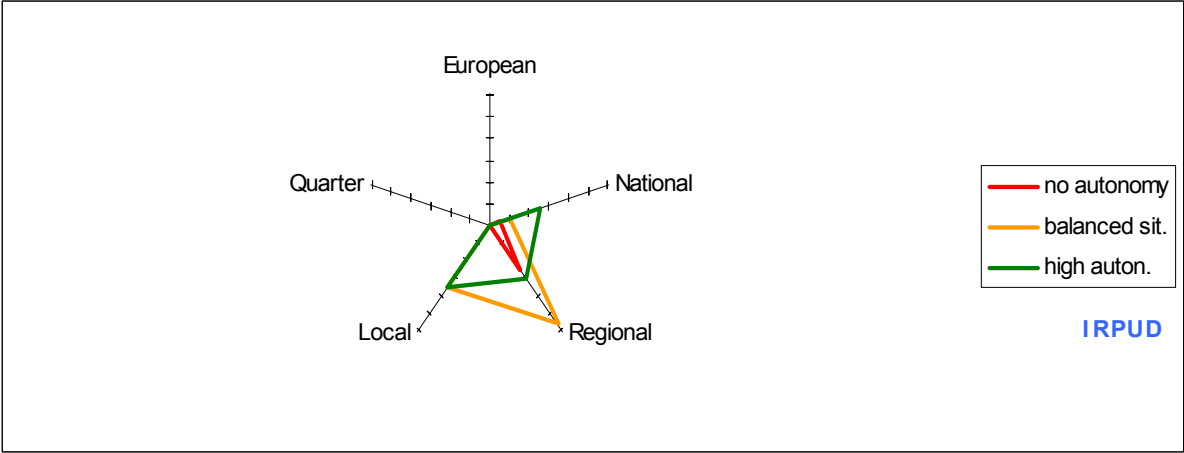 European
Quarter
National
Local
Regional
no autonomy
balanced sit.
high auton.
IRPUD